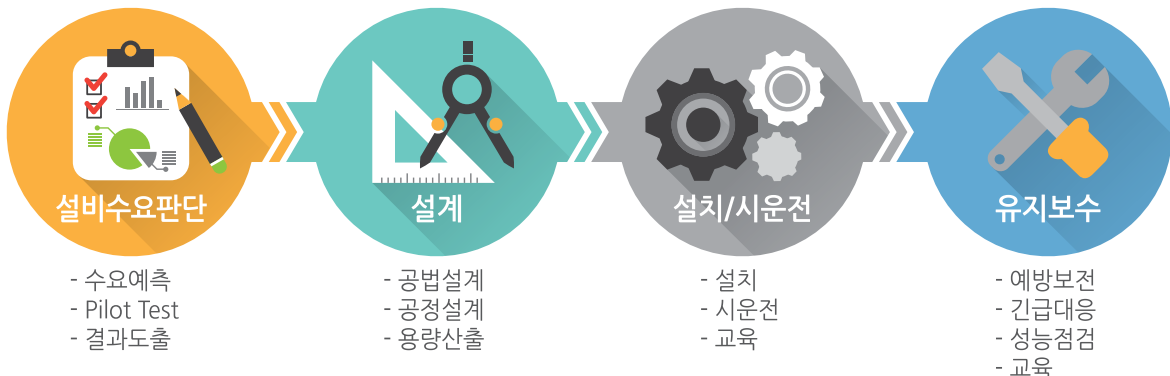 설비수요판단
- 수요예측
- Pilot Test
- 결과도출
설계
- 공법설계
- 공정설계
- 용량산출
설치/시운전
- 설치
- 시운전
- 교육
유지보수
- 예방보전
- 긴급대응
- 성능점검
- 교육